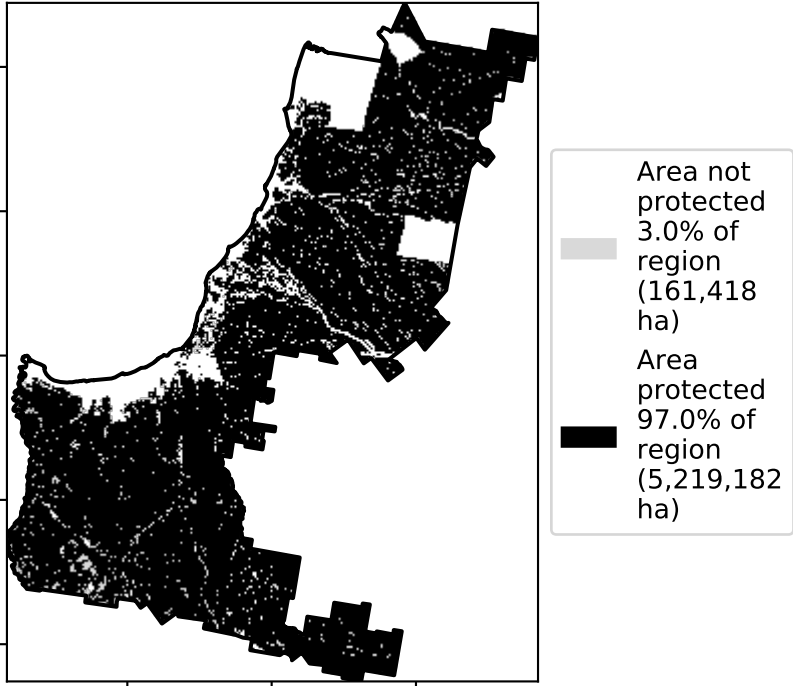 Area not
protected
3.0% of
region
(161,418
ha)
Area
protected
97.0% of
region
(5,219,182
ha)